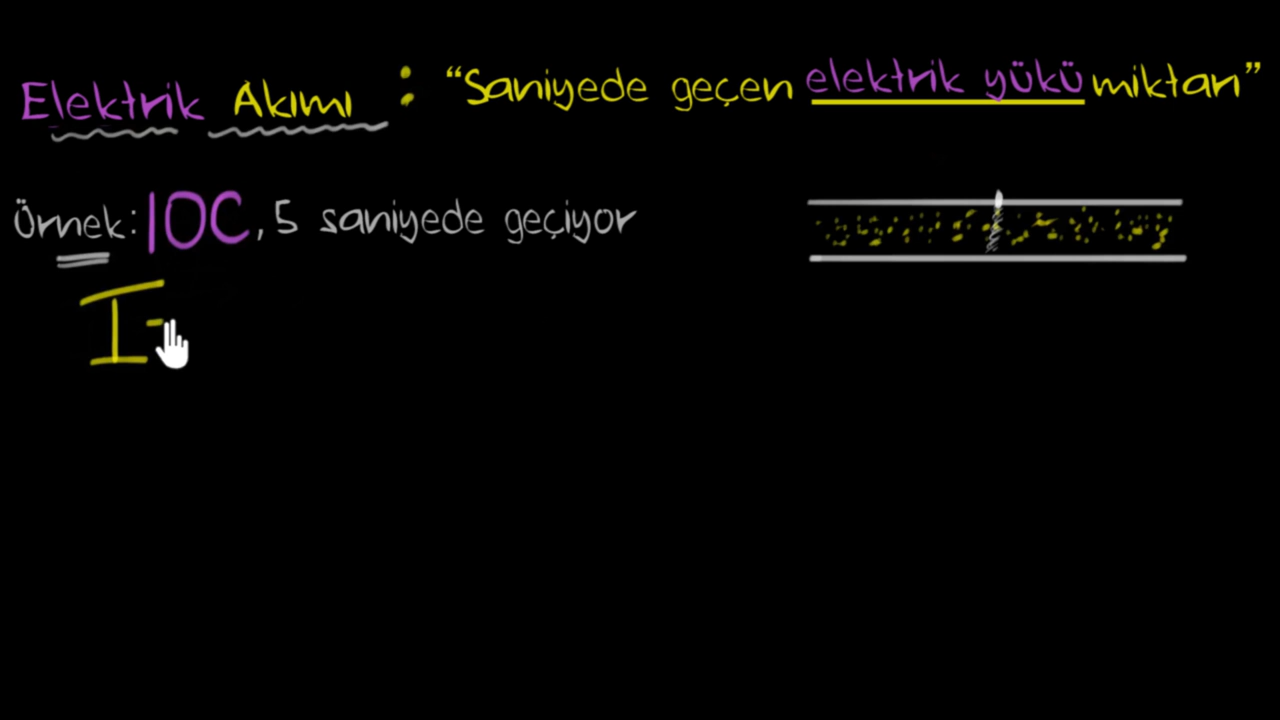 Elektrik Akımı : “Saniyede geçen elektrik yükü miktarı”
Örnek: 10C, 5 saniyede geçiyor
I =